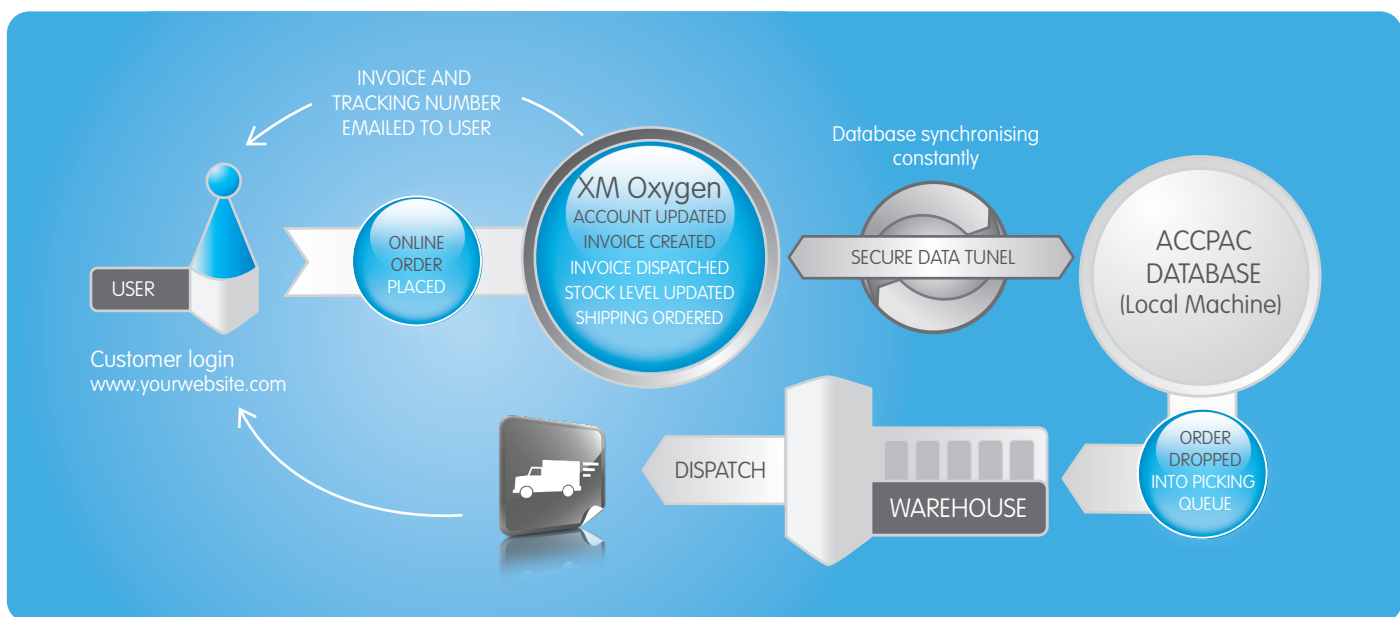 INVOICE AND
TRACKING NUMBER
EMAILED TO USER
USER
Customer login
www.yourwebsite.com
ONLINE
ORDER
PLACED
XM Oxygen
ACCOUNT UPDATED
INVOICE CREATED
INVOICE DISPATCHED
STOCK LEVEL UPDATED
SHIPPING ORDERED
Database synchronising
constantly
SECURE DATA TUNEL
ACCPAC
DATABASE
(Local Machine)
ORDER
DROPPED
INTO PICKING
QUEUE
WAREHOUSE
DISPATCH